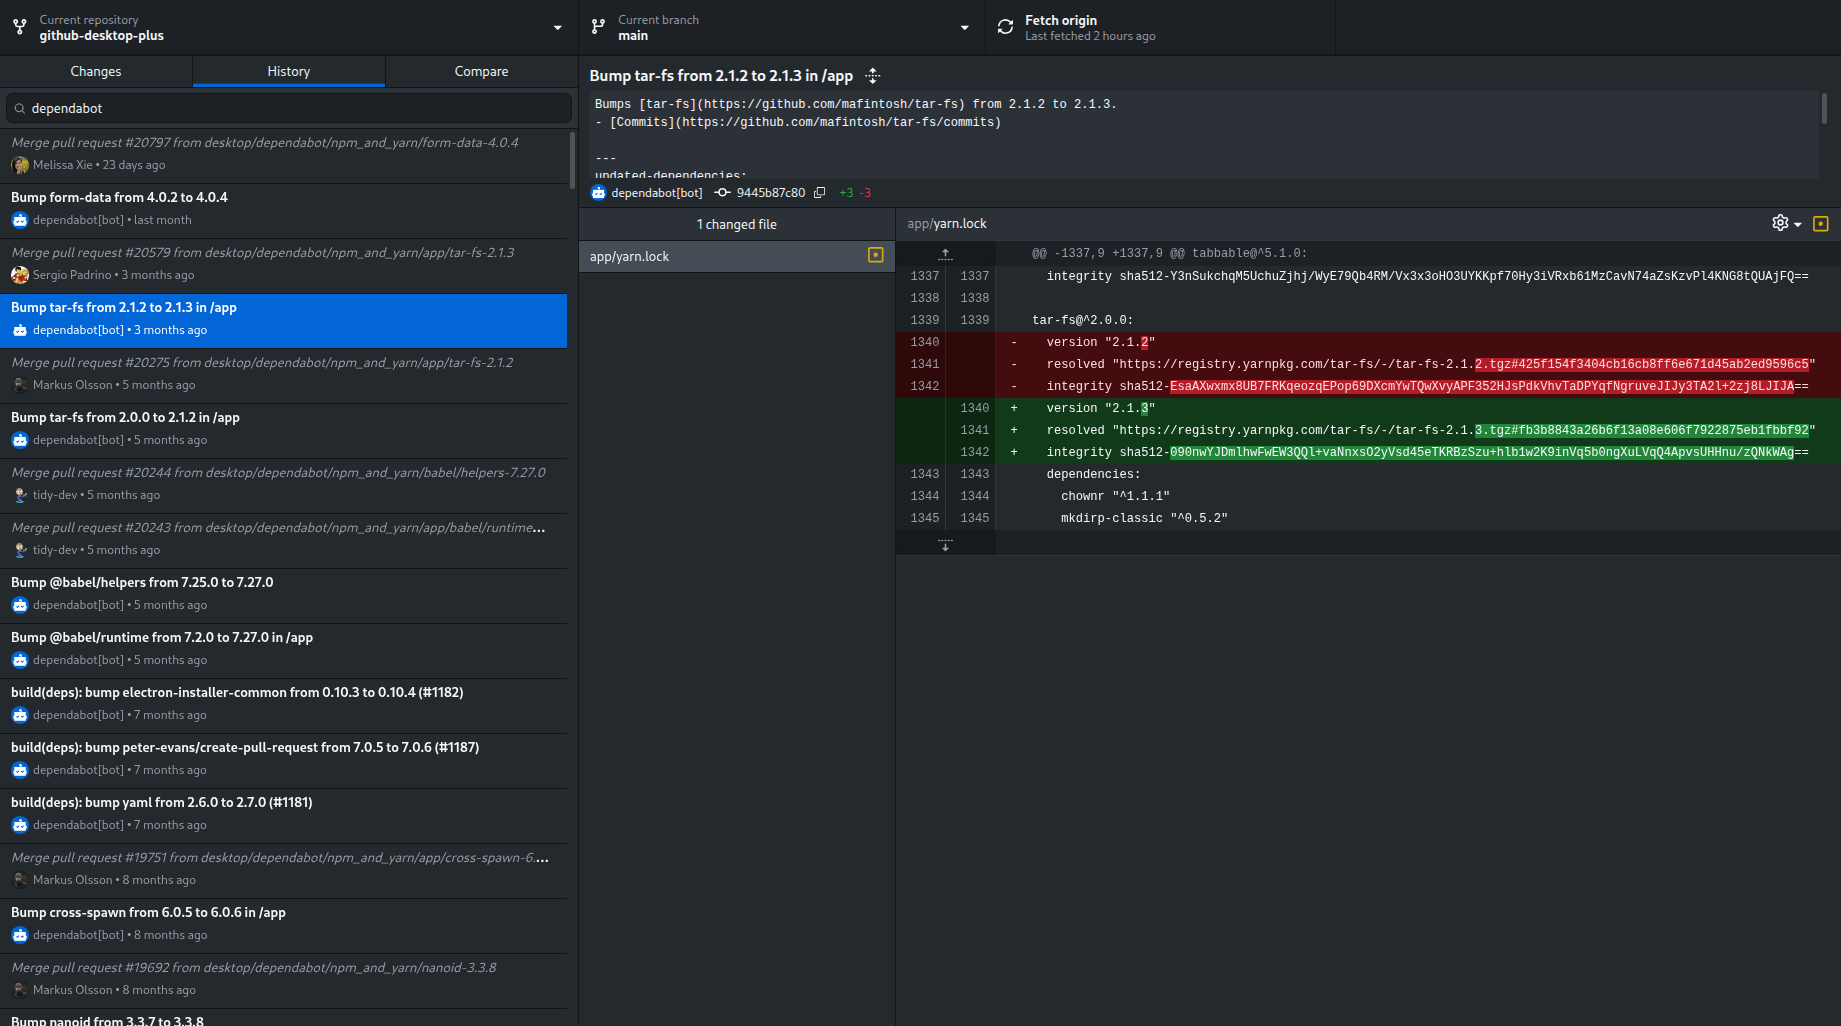 Current repository
github-desktop-plus
Current branch
main
Fetch origin
Last fetched 2 hours ago
Changes
History
Compare
dependabot
Merge pull request #20797 from desktop/dependabot/npm_and_yarn/form-data-4.0.4
Melissa Xie • 23 days ago
Bump form-data from 4.0.2 to 4.0.4
dependabot[bot] • last month
Merge pull request #20579 from desktop/dependabot/npm_and_yarn/app/tar-fs-2.1.3
Sergio Padrino • 3 months ago
Bump tar-fs from 2.1.2 to 2.1.3 in /app
dependabot[bot] • 3 months ago
Merge pull request #20275 from desktop/dependabot/npm_and_yarn/app/tar-fs-2.1.2
Markus Olsson • 5 months ago
Bump tar-fs from 2.0.0 to 2.1.2 in /app
dependabot[bot] • 5 months ago
Merge pull request #20244 from desktop/dependabot/npm_and_yarn/babel/helpers-7.27.0
tidy-dev • 5 months ago
Merge pull request #20243 from desktop/dependabot/npm_and_yarn/app/babel/runtime...
tidy-dev • 5 months ago
Bump @babel/helpers from 7.25.0 to 7.27.0
dependabot[bot] • 5 months ago
Bump @babel/runtime from 7.2.0 to 7.27.0 in /app
dependabot[bot] • 5 months ago
build(deps): bump electron-installer-common from 0.10.3 to 0.10.4 (#1182)
dependabot[bot] • 7 months ago
build(deps): bump peter-evans/create-pull-request from 7.0.5 to 7.0.6 (#1187)
dependabot[bot] • 7 months ago
build(deps): bump yaml from 2.6.0 to 2.7.0 (#1181)
dependabot[bot] • 7 months ago
Merge pull request #19751 from desktop/dependabot/npm_and_yarn/app/cross-spawn-6....
Markus Olsson • 8 months ago
Bump cross-spawn from 6.0.5 to 6.0.6 in /app
dependabot[bot] • 8 months ago
Merge pull request #19692 from desktop/dependabot/npm_and_yarn/nanoid-3.3.8
Markus Olsson • 8 months ago
Bump nanoid from 3.3.7 to 3.3.8
Bump tar-fs from 2.1.2 to 2.1.3 in /app
Bumps [tar-fs](https://github.com/mafintosh/tar-fs) from 2.1.2 to 2.1.3.
- [Commits](https://github.com/mafintosh/tar-fs/commits)
---
updated-dependencies:
dependabot[bot] 9445b87c80 +3 -3
1 changed file
app/yarn.lock
app/yarn.lock
@@ -1337,9 +1337,9 @@ tabbable@^5.1.0:
1337 1337 integrity sha512-Y3nSukchqM5UchuZjhj/WyE79Qb4RM/Vx3x3oHO3UYKKpf70Hy3iVRxb61MzCavN74aZsKzvPl4KNG8tQUAjFQ==
1338 1338
1339 1339 tar-fs@^2.0.0:
1340 - version "2.1.2"
1341 - resolved "https://registry.yarnpkg.com/tar-fs/-/tar-fs-2.1.2.tgz#425f154f3404cb16cb8ff6e671d45ab2ed9596c5"
1342 - integrity sha512-EsaAXwxmx8UB7FRKqeozqEPop69DXcmYwTQwXvyAPF352HJsPdkVhvTaDPYqfNgruveJIJy3TA2l+2zj8LJIJA==
1340 + version "2.1.3"
1341 + resolved "https://registry.yarnpkg.com/tar-fs/-/tar-fs-2.1.3.tgz#fb3b8843a26b6f13a08e606f7922875eb1fbbf92"
1342 + integrity sha512-090nwYJDmlhwFwEW3QQl+vaNnxsO2yVsd45eTKRBzSzu+hlb1w2K9inVq5b0ngXuLVqQ4ApvsUHHnu/zQNkWAg==
1343 1343 dependencies:
1344 1344 chownr "^1.1.1"
1345 1345 mkdirp-classic "^0.5.2"